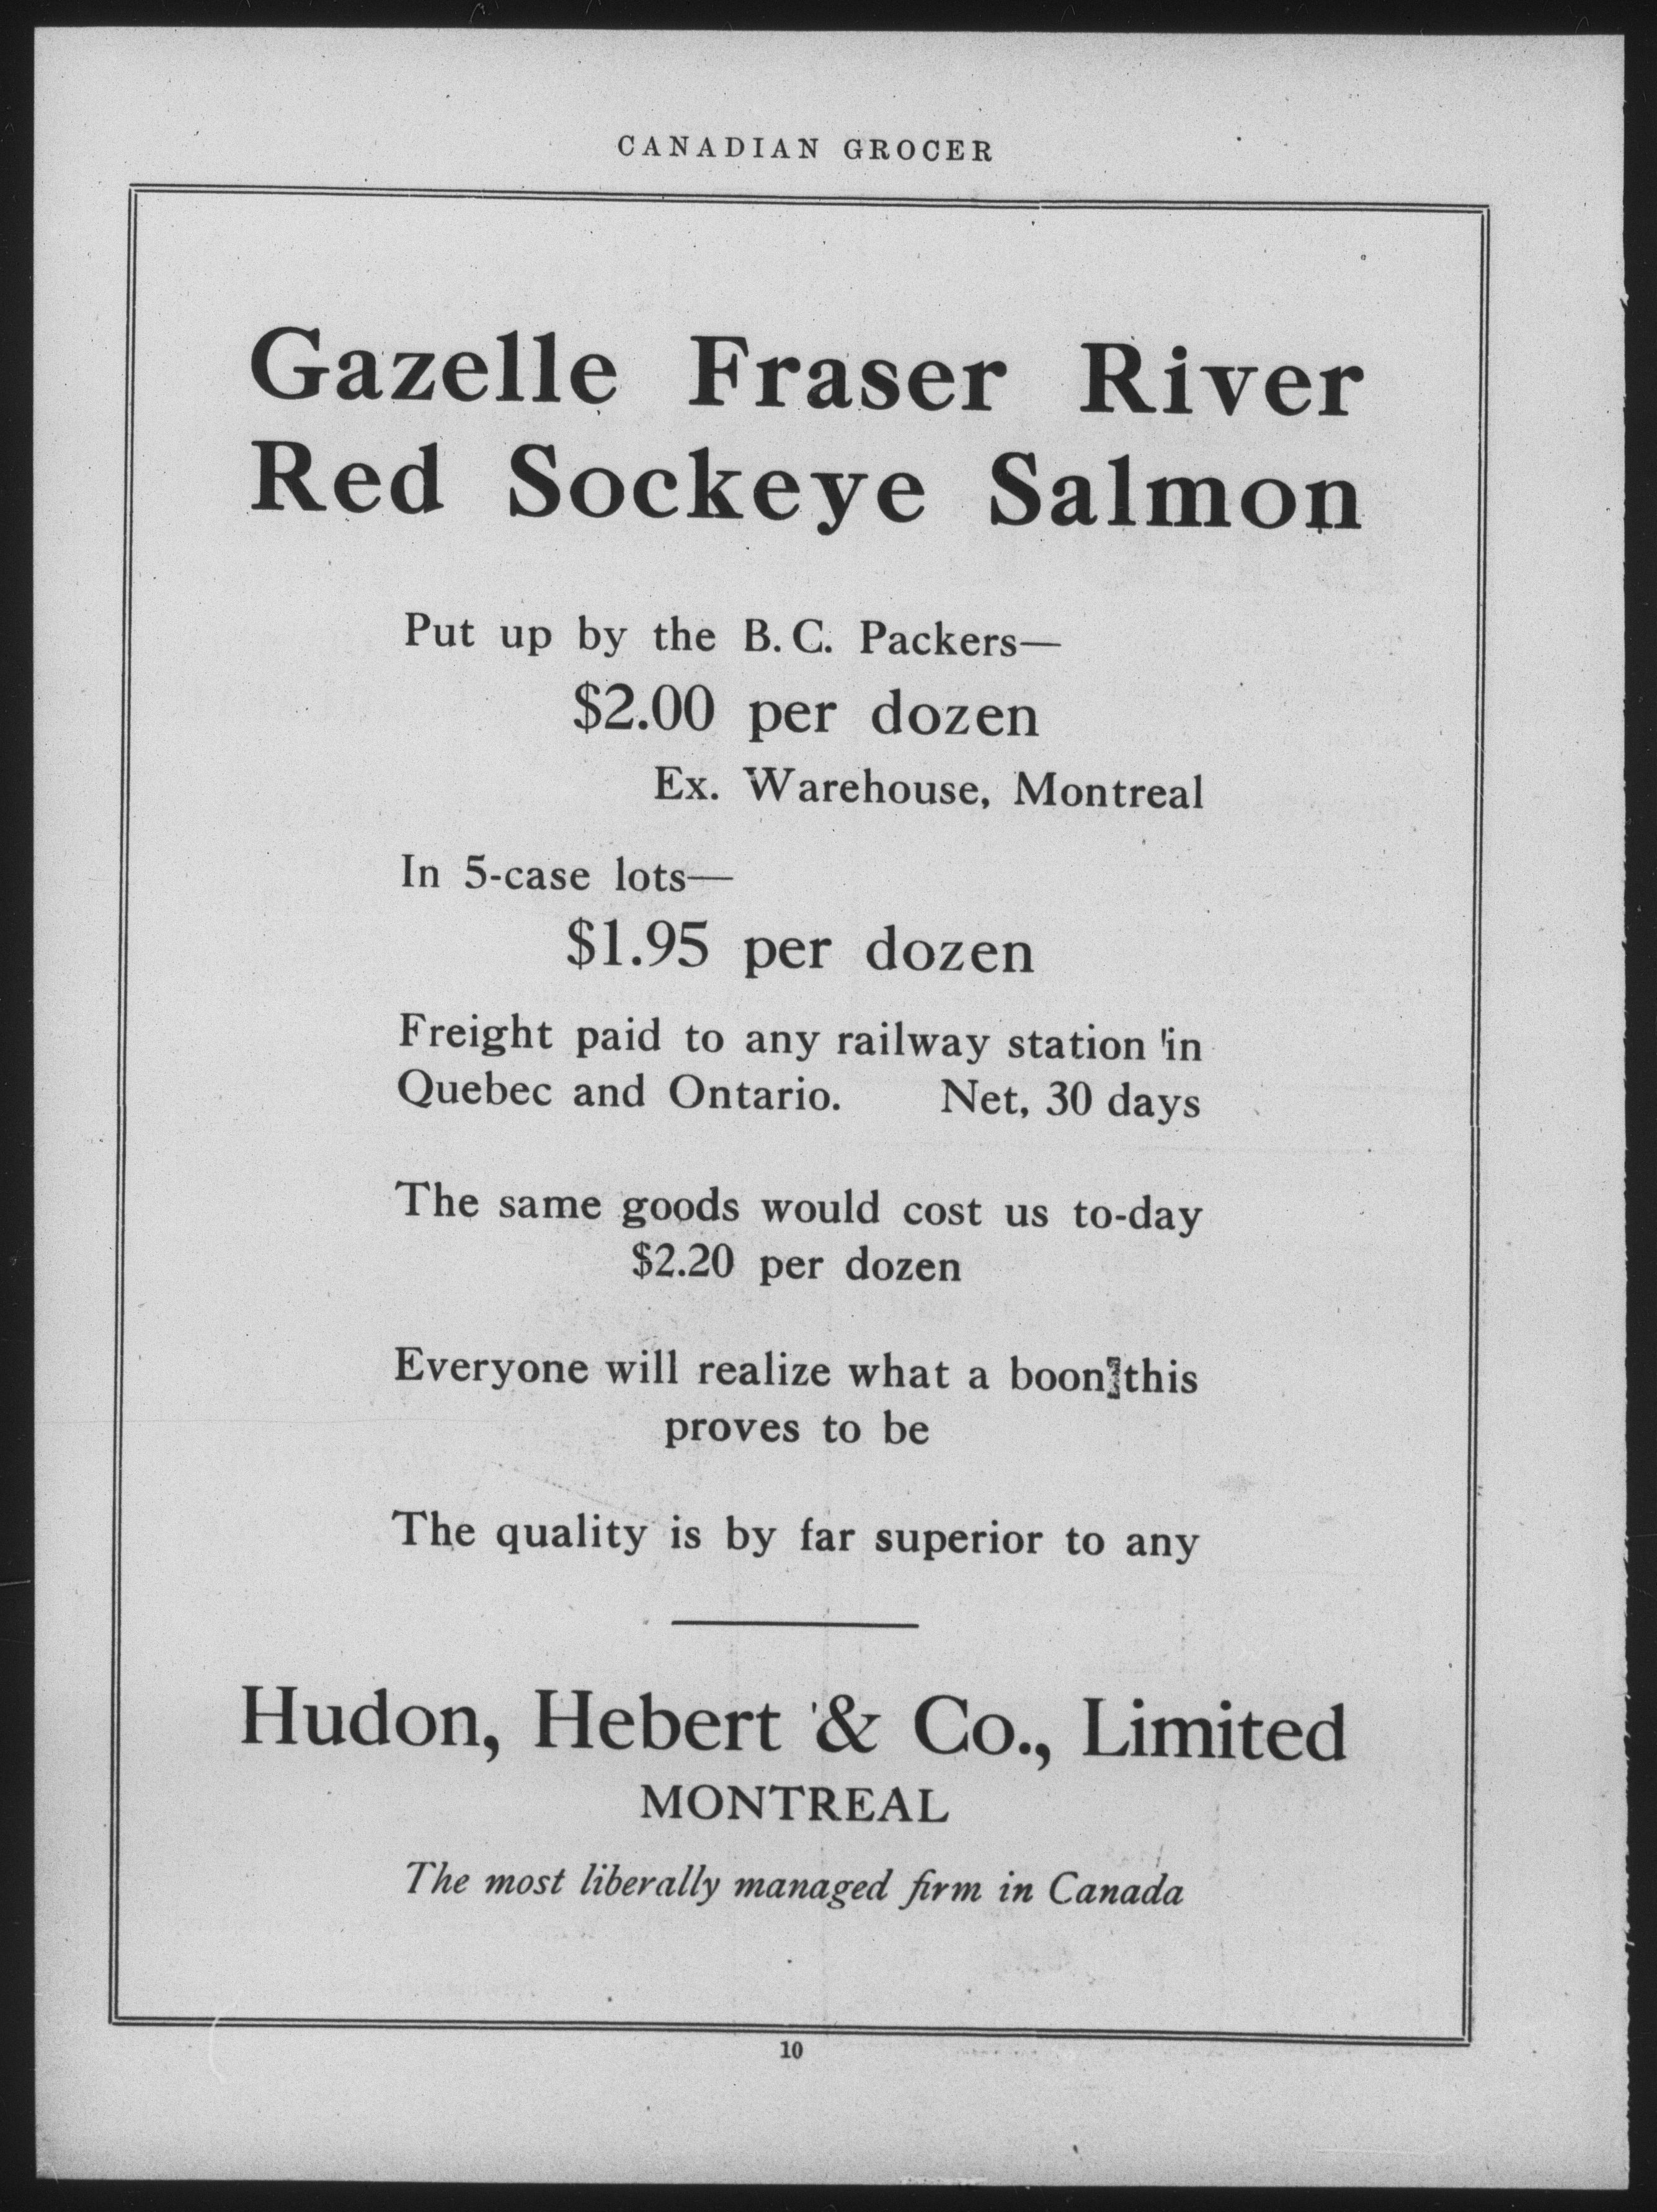 CANADIAN GROCER
Gazelle Fraser River
Red Sockeye Salmon
Put up by the B. C. Packers—
$2.00 per dozen
Ex. Warehouse, Montreal
In 5-case lots—
$1.95 per dozen
Freight paid to any railway station in
Quebec and Ontario. Net, 30 days
The same goods would cost us to-day
$2.20 per dozen
Everyone will realize what a boon this
proves to be
The quality is by far superior to any
Hudon, Hebert & Co., Limited
MONTREAL
The most liberally managed firm in Canada
10